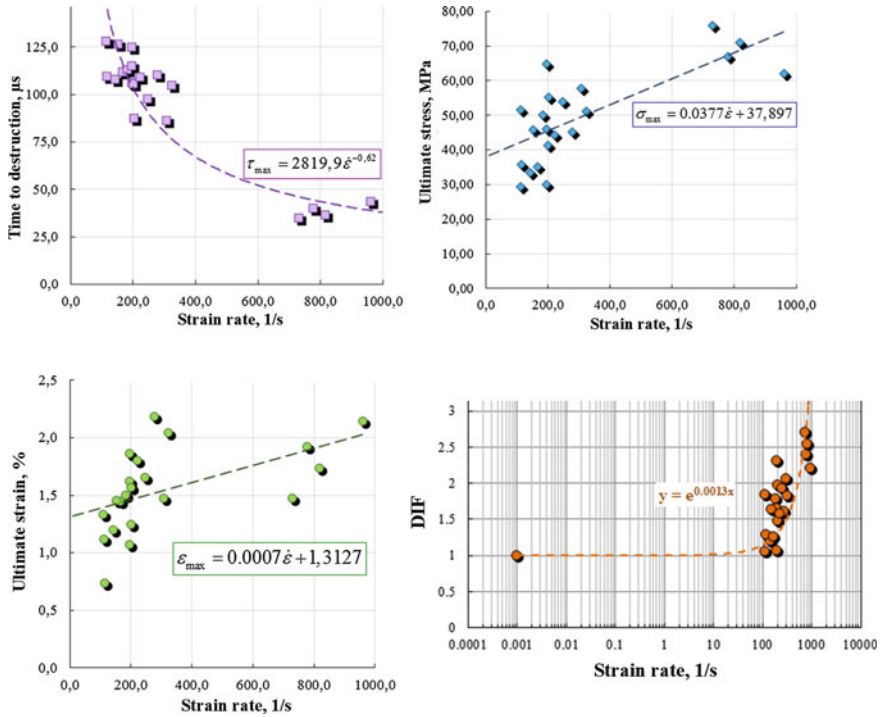 Time to destruction, µs
125,0
100,0
75,0
50,0
25,0
0,0
τmax = 2819,9ε̇^−0,62
0,0 200,0 400,0 600,0 800,0 1000,0
Strain rate, 1/s
Ultimate stress, MPa
80,00
70,00
60,00
50,00
40,00
30,00
20,00
10,00
0,00
σmax = 0.0377ε̇ + 37,897
0,0 200,0 400,0 600,0 800,0 1000,0
Strain rate, 1/s
Ultimate strain, %
2,5
2,0
1,5
1,0
0,5
0,0
εmax = 0.0007ε̇ + 1,3127
0,0 200,0 400,0 600,0 800,0 1000,0
Strain rate, 1/s
DIF
3
2.5
2
1.5
1
0.5
0
y = e^0.0013x
0.0001 0.001 0.01 0.1 1 10 100 1000 10000
Strain rate, 1/s